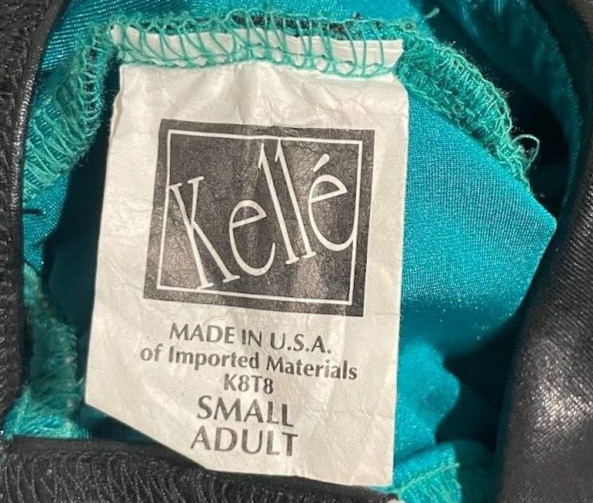 Kellé
MADE IN U.S.A.
of Imported Materials
K8T8
SMALL
ADULT